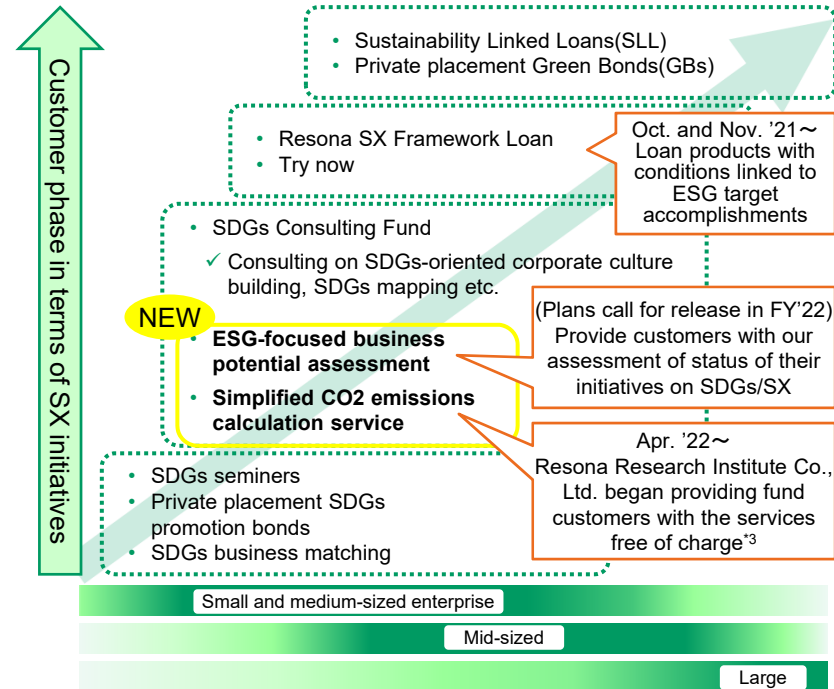 Customer phase in terms of SX initiatives
• Sustainability Linked Loans(SLL)
• Private placement Green Bonds(GBs)
• Resona SX Framework Loan
• Try now
Oct. and Nov. ’21～
Loan products with
conditions linked to
ESG target
accomplishments
• SDGs Consulting Fund
✓ Consulting on SDGs-oriented corporate culture
building, SDGs mapping etc.
NEW
• ESG-focused business
potential assessment
• Simplified CO2 emissions
calculation service
(Plans call for release in FY’22)
Provide customers with our
assessment of status of their
initiatives on SDGs/SX
Apr. ’22～
Resona Research Institute Co.,
Ltd. began providing fund
customers with the services
free of charge*3
• SDGs seminers
• Private placement SDGs
promotion bonds
• SDGs business matching
Small and medium-sized enterprise
Mid-sized
Large